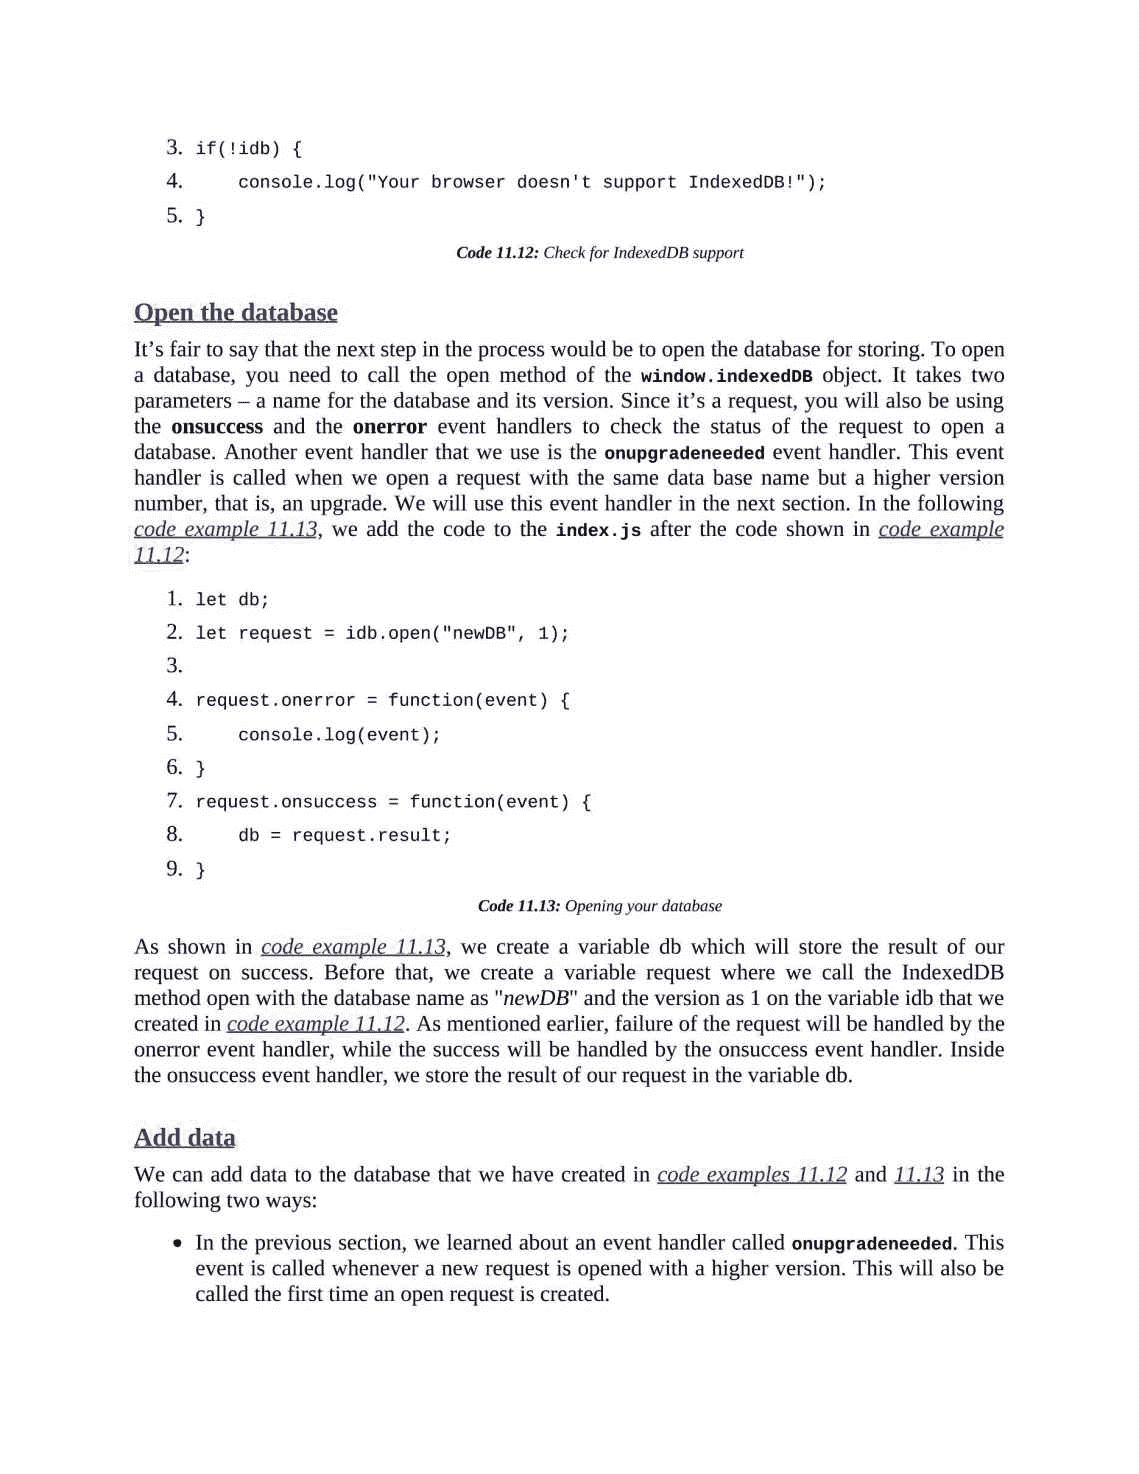 3. if(!idb) {
4.     console.log("Your browser doesn't support IndexedDB!");
5. }
Code 11.12: Check for IndexedDB support
Open the database
It’s fair to say that the next step in the process would be to open the database for storing. To open
a database, you need to call the open method of the window.indexedDB object. It takes two
parameters – a name for the database and its version. Since it’s a request, you will also be using
the onsuccess and the onerror event handlers to check the status of the request to open a
database. Another event handler that we use is the onupgradeneeded event handler. This event
handler is called when we open a request with the same data base name but a higher version
number, that is, an upgrade. We will use this event handler in the next section. In the following
code example 11.13, we add the code to the index.js after the code shown in code example
11.12:
1. let db;
2. let request = idb.open("newDB", 1);
3.
4. request.onerror = function(event) {
5.     console.log(event);
6. }
7. request.onsuccess = function(event) {
8.     db = request.result;
9. }
Code 11.13: Opening your database
As shown in code example 11.13, we create a variable db which will store the result of our
request on success. Before that, we create a variable request where we call the IndexedDB
method open with the database name as "newDB" and the version as 1 on the variable idb that we
created in code example 11.12. As mentioned earlier, failure of the request will be handled by the
onerror event handler, while the success will be handled by the onsuccess event handler. Inside
the onsuccess event handler, we store the result of our request in the variable db.
Add data
We can add data to the database that we have created in code examples 11.12 and 11.13 in the
following two ways:
• In the previous section, we learned about an event handler called onupgradeneeded. This
event is called whenever a new request is opened with a higher version. This will also be
called the first time an open request is created.